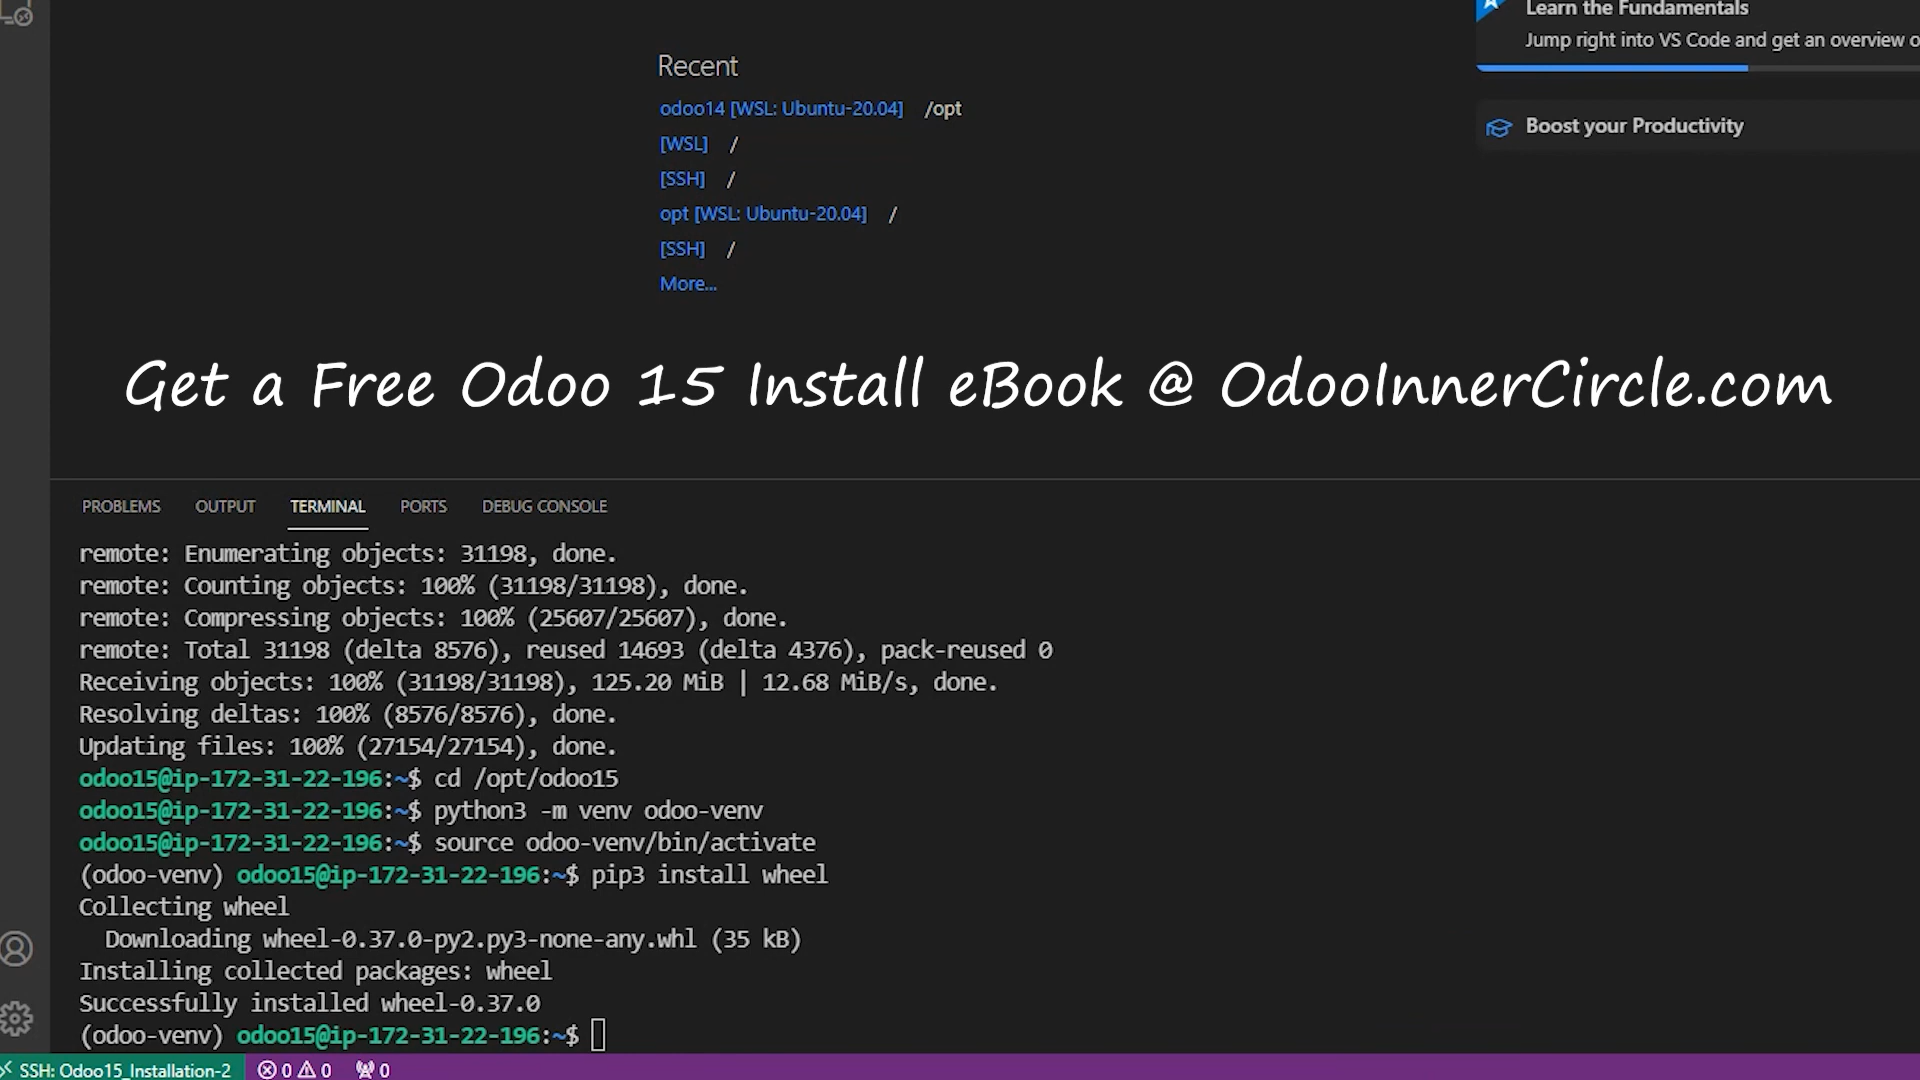 Learn the Fundamentals
Jump right into VS Code and get an overview o
Recent
odoo14 [WSL: Ubuntu-20.04] /opt
[WSL] /
[SSH] /
opt [WSL: Ubuntu-20.04] /
[SSH] /
More...
Boost your Productivity
Get a Free Odoo 15 Install eBook @ OdooInnerCircle.com
PROBLEMS OUTPUT TERMINAL PORTS DEBUG CONSOLE
remote: Enumerating objects: 31198, done.
remote: Counting objects: 100% (31198/31198), done.
remote: Compressing objects: 100% (25607/25607), done.
remote: Total 31198 (delta 8576), reused 14693 (delta 4376), pack-reused 0
Receiving objects: 100% (31198/31198), 125.20 MiB | 12.68 MiB/s, done.
Resolving deltas: 100% (8576/8576), done.
Updating files: 100% (27154/27154), done.
odoo15@ip-172-31-22-196:~$ cd /opt/odoo15
odoo15@ip-172-31-22-196:~$ python3 -m venv odoo-venv
odoo15@ip-172-31-22-196:~$ source odoo-venv/bin/activate
(odoo-venv) odoo15@ip-172-31-22-196:~$ pip3 install wheel
Collecting wheel
  Downloading wheel-0.37.0-py2.py3-none-any.whl (35 kB)
Installing collected packages: wheel
Successfully installed wheel-0.37.0
(odoo-venv) odoo15@ip-172-31-22-196:~$
SSH: Odoo15_Installation-2 0 0 0